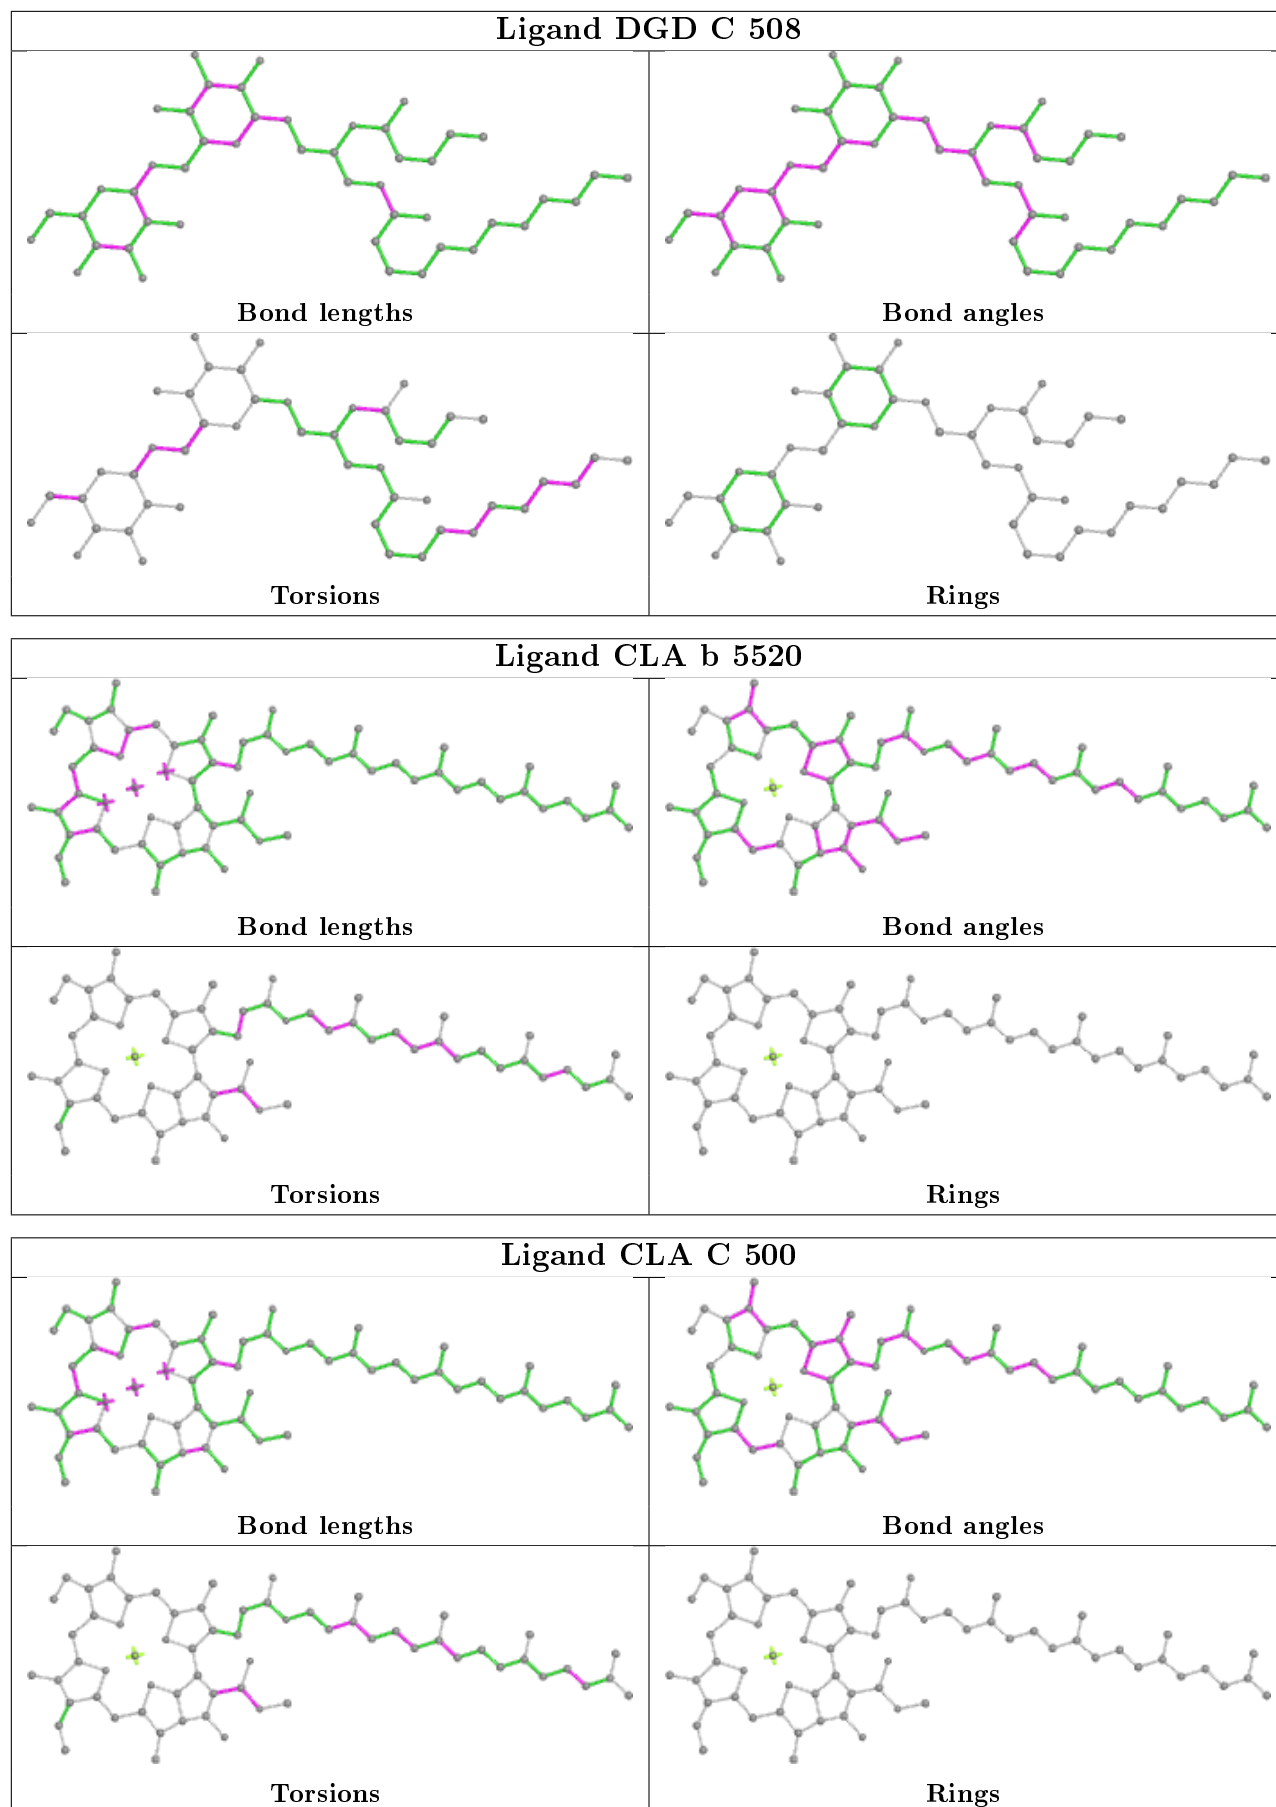 Ligand DGD C 508
Bond lengths
Bond angles
Torsions
Rings
Ligand CLA b 5520
Bond lengths
Bond angles
Torsions
Rings
Ligand CLA C 500
Bond lengths
Bond angles
Torsions
Rings